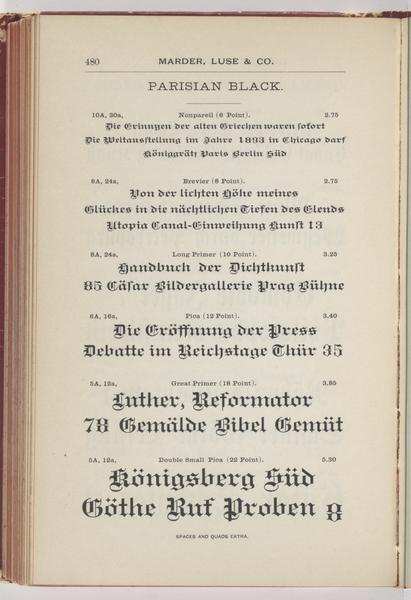 480
MARDER, LUSE & CO.
PARISIAN BLACK.
10A, 30a, Nonpareil (6 Point). 2.75
Die Erinnyen der alten Griechen waren sofort
Die Weltausstellung im Jahre 1893 in Chicago darf
Königgrätz Paris Berlin Süd
8A, 24a, Brevier (8 Point). 2.75
Von der lichten Höhe meines
Glückes in die nächtlichen Tiefen des Elends
Utopia Canal-Einweihung Kunst 13
8A, 24a, Long Primer (10 Point). 3.25
Handbuch der Dichtkunst
85 Cäsar Bildergallerie Prag Bühne
6A, 16a, Pica (12 Point). 3.40
Die Eröffnung der Press
Debatte im Reichstage Thür 35
5A, 12a, Great Primer (18 Point). 3.85
Luther, Reformator
78 Gemälde Bibel Gemüt
5A, 12a, Double Small Pica (22 Point). 5.30
Königsberg Süd
Göthe Ruf Proben 8
SPACES AND QUADS EXTRA.